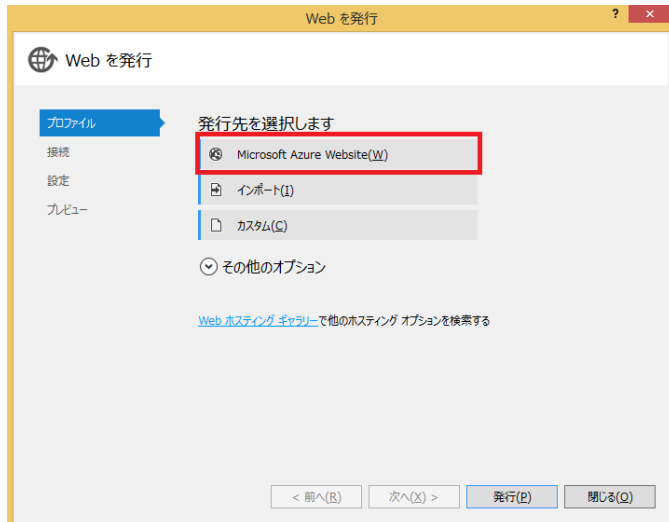 Web を発行
? ×
Web を発行
プロファイル
接続
設定
プレビュー
発行先を選択します
Microsoft Azure Website(W)
インポート(I)
カスタム(C)
その他のオプション
Web ホスティング ギャラリーで他のホスティング オプションを検索する
< 前へ(R)
次へ(X) >
発行(P)
閉じる(O)